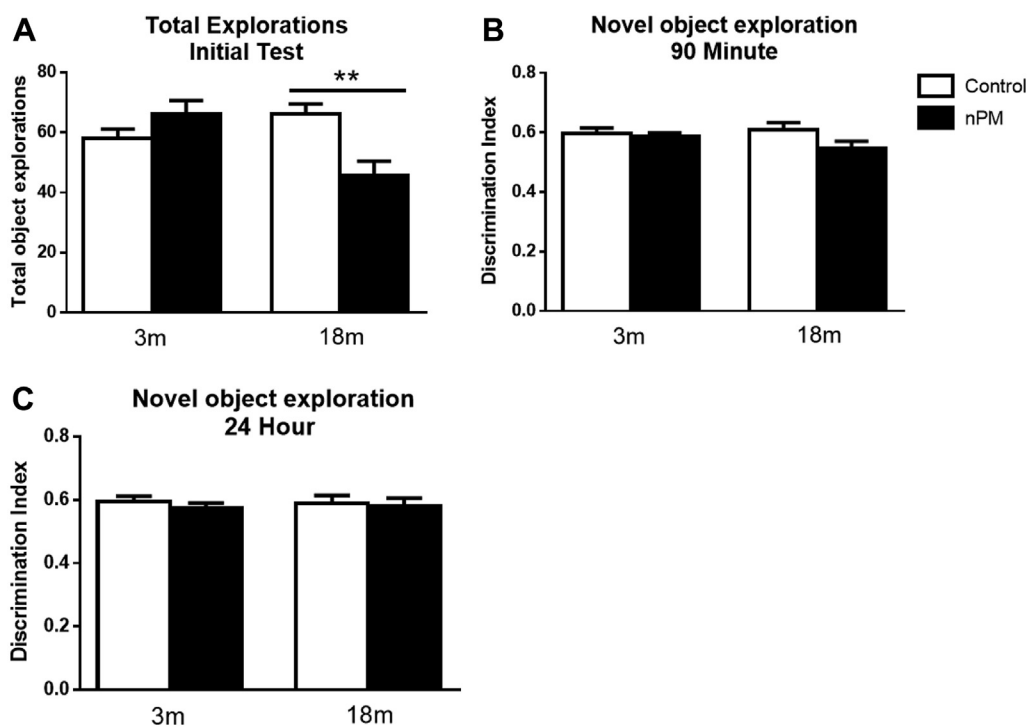 A
Total Explorations
Initial Test
**
Total object explorations
80
60
40
20
0
3m
18m
B
Novel object exploration
90 Minute
Discrimination Index
0.8
0.6
0.4
0.2
0.0
3m
18m
Control
nPM
C
Novel object exploration
24 Hour
Discrimination Index
0.8
0.6
0.4
0.2
0.0
3m
18m